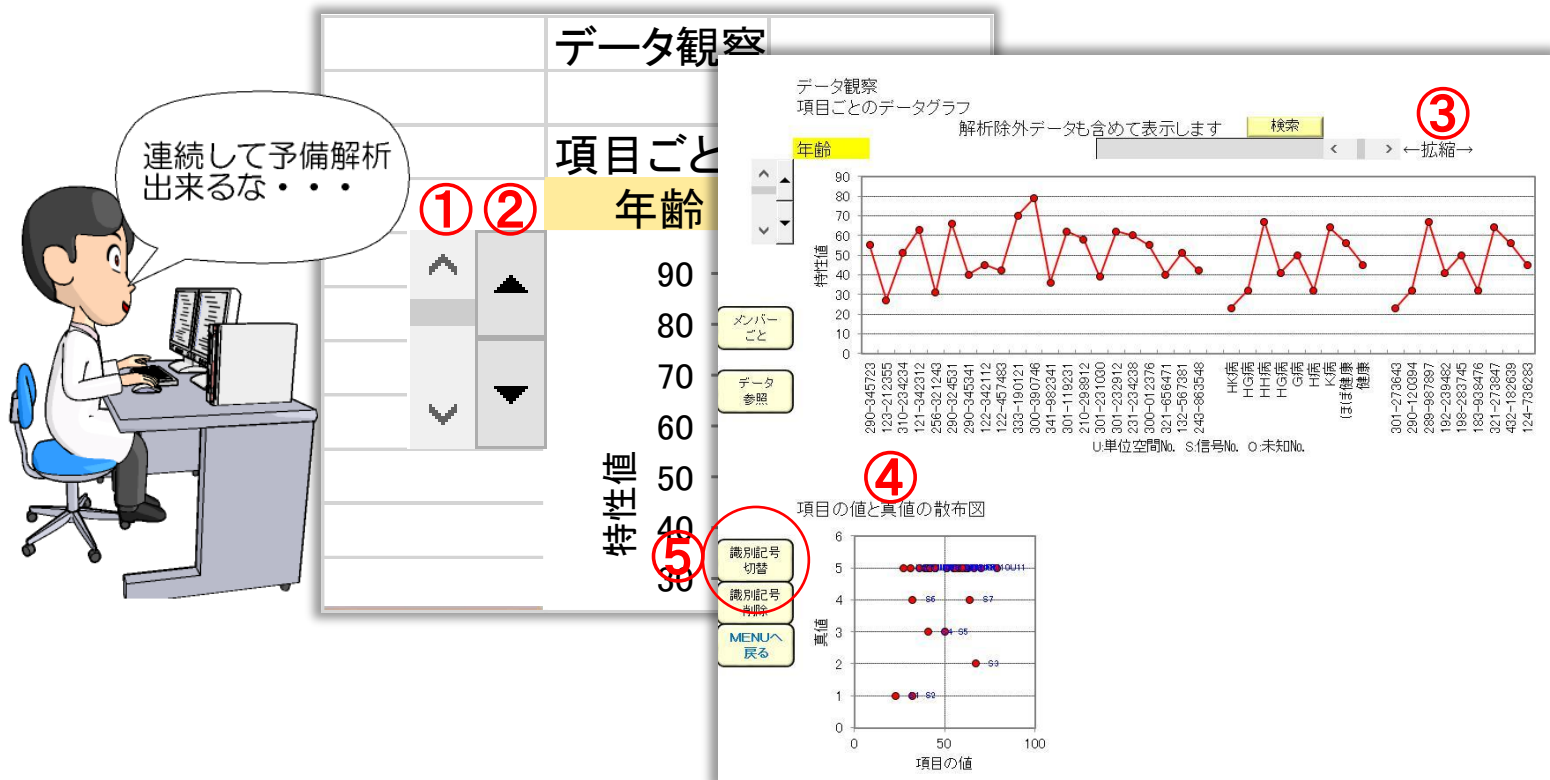 連続して予備解析
出来るな・・・
データ観察
項目ごと
年齢
①
②
90
80
70
60
50
40
30
特性値
データ観察
項目ごとのデータグラフ
解析除外データも含めて表示します
検索
③
←拡縮→
年齢
90
80
70
60
50
40
30
20
10
0
特性値
290-345723
123-212355
310-234234
121-342312
256-321243
290-324531
290-345341
122-342112
122-457483
333-190121
300-390746
341-982341
301-119231
210-298912
301-231030
301-232912
231-234238
300-012376
321-656471
132-567381
243-863548
HK病
HG病
HH病
HG病
G病
H病
K病
ほぼ健康
健康
301-273643
290-120394
289-987897
192-239482
198-283745
183-938476
321-273847
432-182639
124-736283
U:単位空間No. S:信号No. O:未知No.
メンバー
ごと
データ
参照
④
項目の値と真値の散布図
⑤
識別記号
切替
識別記号
削除
MENUへ
戻る
6
5
4
3
2
1
0
真値
10U11
S6
S7
S5
S3
S2
0
50
100
項目の値